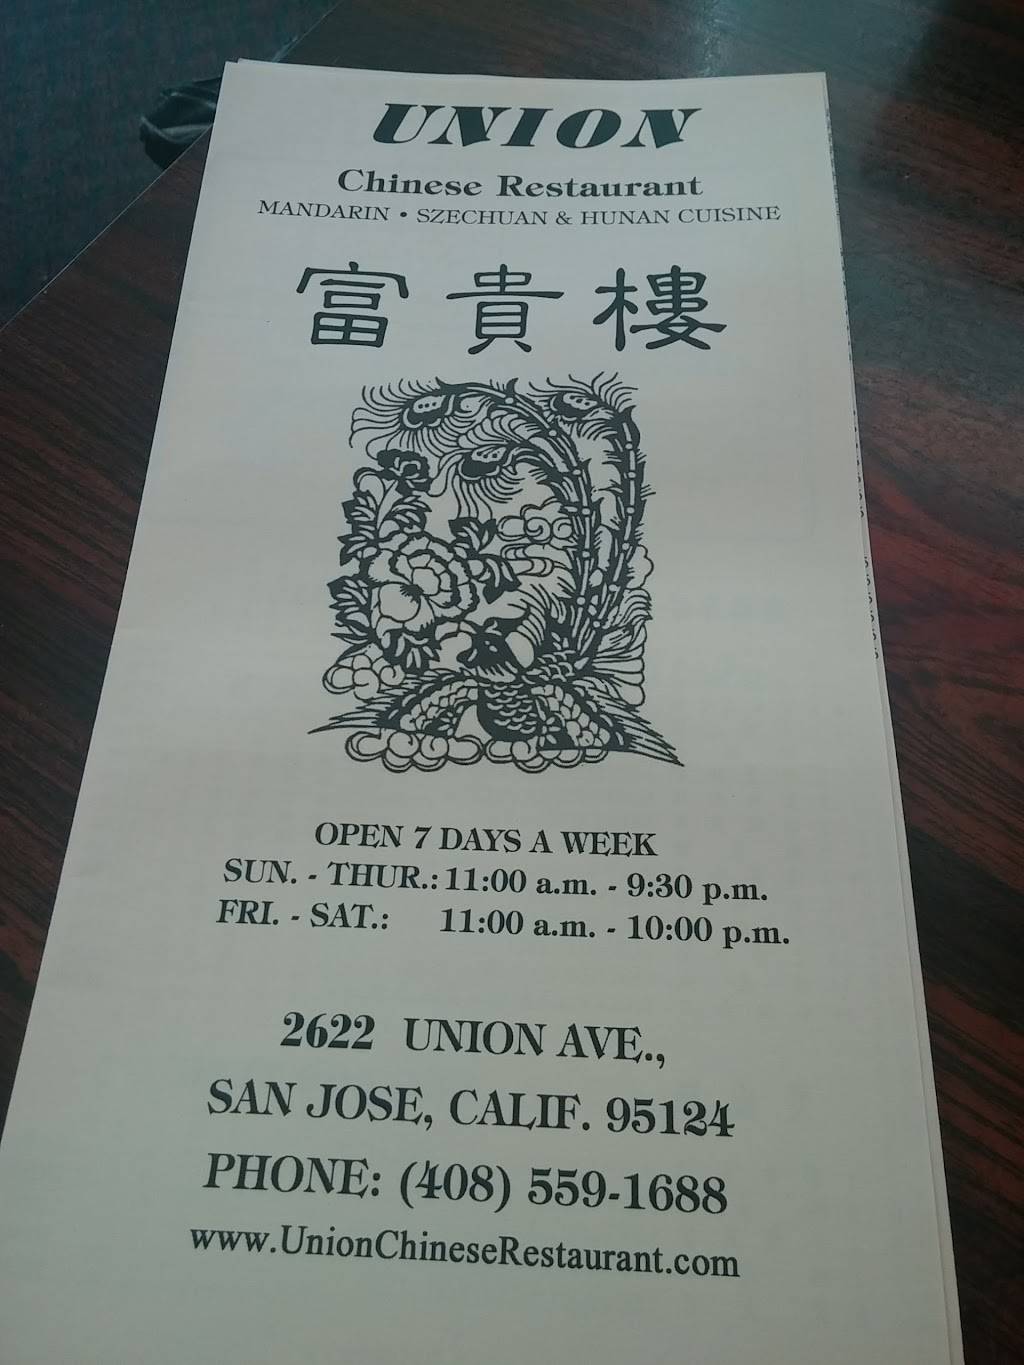 UNION
Chinese Restaurant
MANDARIN • SZECHUAN & HUNAN CUISINE
富貴樓
OPEN 7 DAYS A WEEK
SUN. - THUR.: 11:00 a.m. - 9:30 p.m.
FRI. - SAT.: 11:00 a.m. - 10:00 p.m.
2622 UNION AVE.,
SAN JOSE, CALIF. 95124
PHONE: (408) 559-1688
www.UnionChineseRestaurant.com